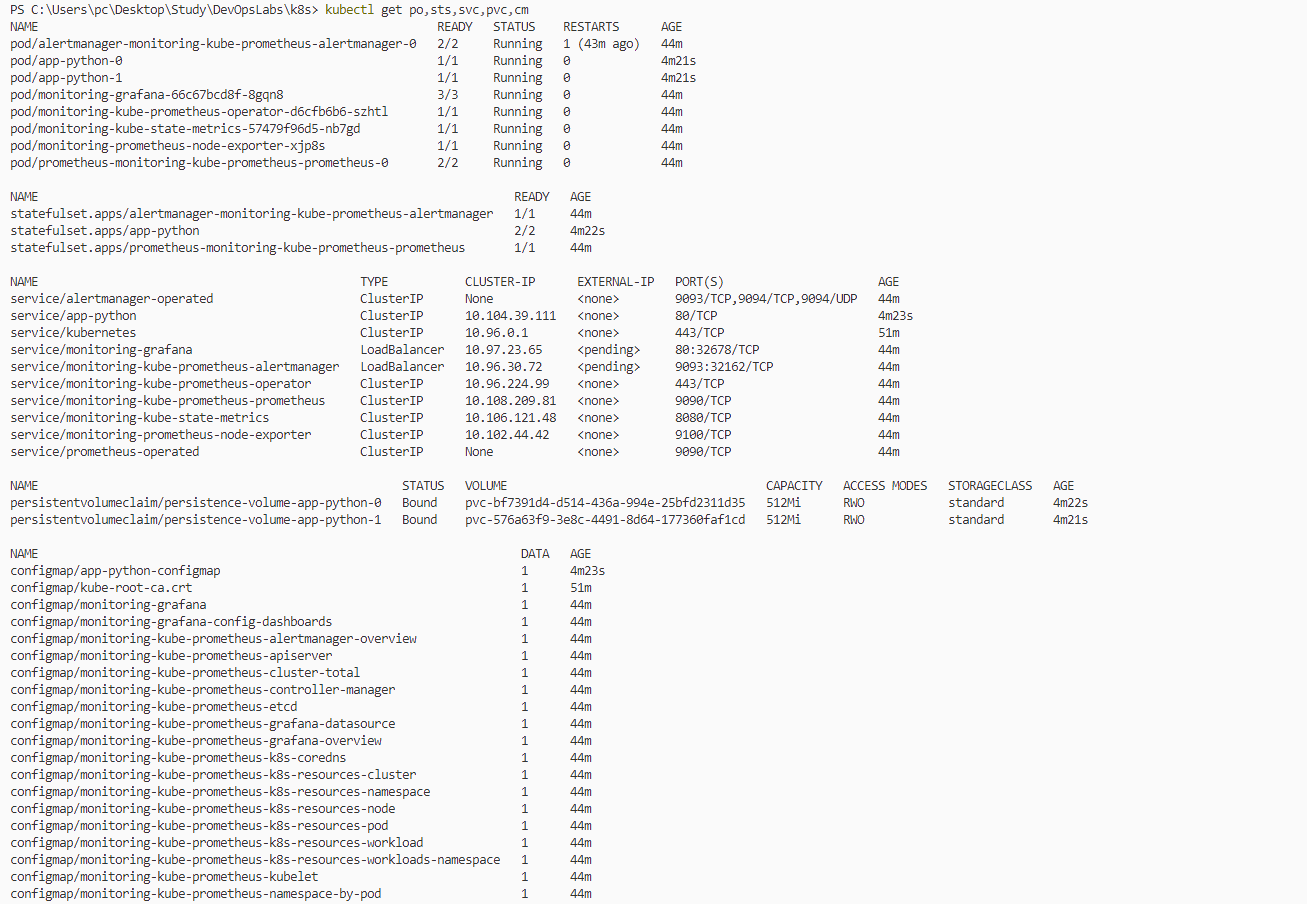 PS C:\Users\pc\Desktop\Study\DevOpsLabs\k8s> kubectl get po,sts,svc,pvc,cm
NAME READY STATUS RESTARTS AGE
pod/alertmanager-monitoring-kube-prometheus-alertmanager-0 2/2 Running 1 (43m ago) 44m
pod/app-python-0 1/1 Running 0 4m21s
pod/app-python-1 1/1 Running 0 4m21s
pod/monitoring-grafana-66c67bcd8f-8gqn8 3/3 Running 0 44m
pod/monitoring-kube-prometheus-operator-d6cfb6b6-szhtl 1/1 Running 0 44m
pod/monitoring-kube-state-metrics-57479f96d5-nb7gd 1/1 Running 0 44m
pod/monitoring-prometheus-node-exporter-xjp8s 1/1 Running 0 44m
pod/prometheus-monitoring-kube-prometheus-prometheus-0 2/2 Running 0 44m
NAME READY AGE
statefulset.apps/alertmanager-monitoring-kube-prometheus-alertmanager 1/1 44m
statefulset.apps/app-python 2/2 4m22s
statefulset.apps/prometheus-monitoring-kube-prometheus-prometheus 1/1 44m
NAME TYPE CLUSTER-IP EXTERNAL-IP PORT(S) AGE
service/alertmanager-operated ClusterIP None <none> 9093/TCP,9094/TCP,9094/UDP 44m
service/app-python ClusterIP 10.104.39.111 <none> 80/TCP 4m23s
service/kubernetes ClusterIP 10.96.0.1 <none> 443/TCP 51m
service/monitoring-grafana LoadBalancer 10.97.23.65 <pending> 80:32678/TCP 44m
service/monitoring-kube-prometheus-alertmanager LoadBalancer 10.96.30.72 <pending> 9093:32162/TCP 44m
service/monitoring-kube-prometheus-operator ClusterIP 10.96.224.99 <none> 443/TCP 44m
service/monitoring-kube-prometheus-prometheus ClusterIP 10.108.209.81 <none> 9090/TCP 44m
service/monitoring-kube-state-metrics ClusterIP 10.106.121.48 <none> 8080/TCP 44m
service/monitoring-prometheus-node-exporter ClusterIP 10.102.44.42 <none> 9100/TCP 44m
service/prometheus-operated ClusterIP None <none> 9090/TCP 44m
NAME STATUS VOLUME CAPACITY ACCESS MODES STORAGECLASS AGE
persistentvolumeclaim/persistence-volume-app-python-0 Bound pvc-bf7391d4-d514-436a-994e-25bfd2311d35 512Mi RWO standard 4m22s
persistentvolumeclaim/persistence-volume-app-python-1 Bound pvc-576a63f9-3e8c-4491-8d64-177360faf1cd 512Mi RWO standard 4m21s
NAME DATA AGE
configmap/app-python-configmap 1 4m23s
configmap/kube-root-ca.crt 1 51m
configmap/monitoring-grafana 1 44m
configmap/monitoring-grafana-config-dashboards 1 44m
configmap/monitoring-kube-prometheus-alertmanager-overview 1 44m
configmap/monitoring-kube-prometheus-apiserver 1 44m
configmap/monitoring-kube-prometheus-cluster-total 1 44m
configmap/monitoring-kube-prometheus-controller-manager 1 44m
configmap/monitoring-kube-prometheus-etcd 1 44m
configmap/monitoring-kube-prometheus-grafana-datasource 1 44m
configmap/monitoring-kube-prometheus-grafana-overview 1 44m
configmap/monitoring-kube-prometheus-k8s-coredns 1 44m
configmap/monitoring-kube-prometheus-k8s-resources-cluster 1 44m
configmap/monitoring-kube-prometheus-k8s-resources-namespace 1 44m
configmap/monitoring-kube-prometheus-k8s-resources-node 1 44m
configmap/monitoring-kube-prometheus-k8s-resources-pod 1 44m
configmap/monitoring-kube-prometheus-k8s-resources-workload 1 44m
configmap/monitoring-kube-prometheus-k8s-resources-workloads-namespace 1 44m
configmap/monitoring-kube-prometheus-kubelet 1 44m
configmap/monitoring-kube-prometheus-namespace-by-pod 1 44m